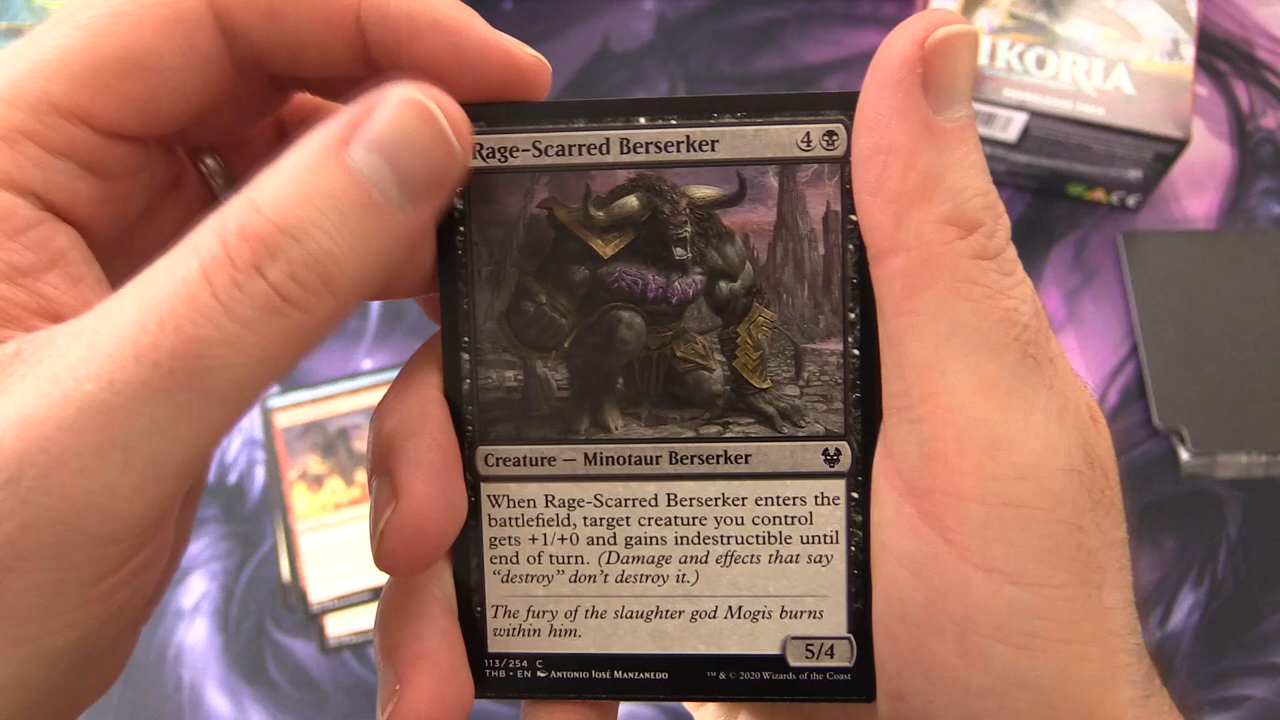 IKORIA
Rage-Scarred Berserker 4
Creature — Minotaur Berserker
When Rage-Scarred Berserker enters the
battlefield, target creature you control
gets +1/+0 and gains indestructible until
end of turn. (Damage and effects that say
"destroy" don't destroy it.)
The fury of the slaughter god Mogis burns
within him.
5/4
113/254 C
THB • EN Antonio José Manzanedo
™ & © 2020 Wizards of the Coast